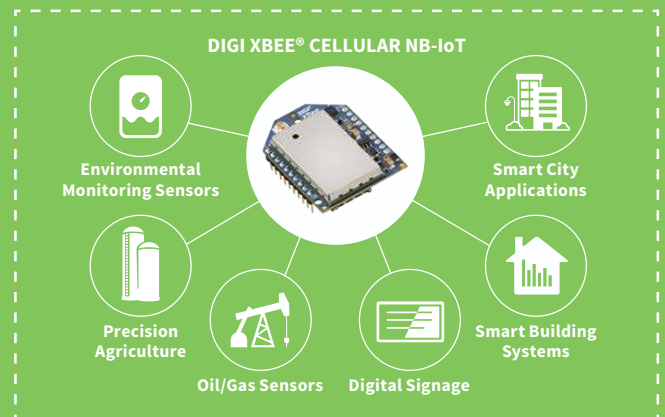 DIGI XBEE® CELLULAR NB-IoT
Environmental
Monitoring Sensors
Smart City
Applications
Precision
Agriculture
Smart Building
Systems
Oil/Gas Sensors
Digital Signage